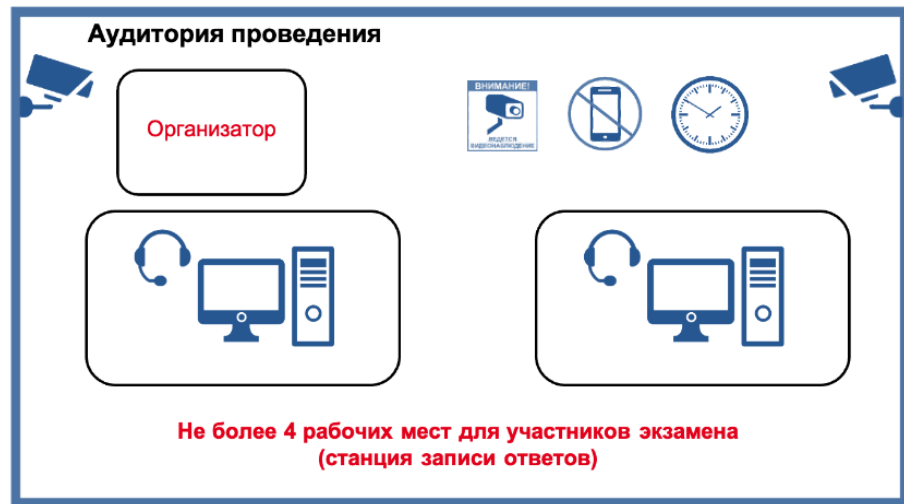 Аудитория проведения
Организатор
ВНИМАНИЕ!
ВЕДЕТСЯ
ВИДЕОНАБЛЮДЕНИЕ
Не более 4 рабочих мест для участников экзамена
(станция записи ответов)